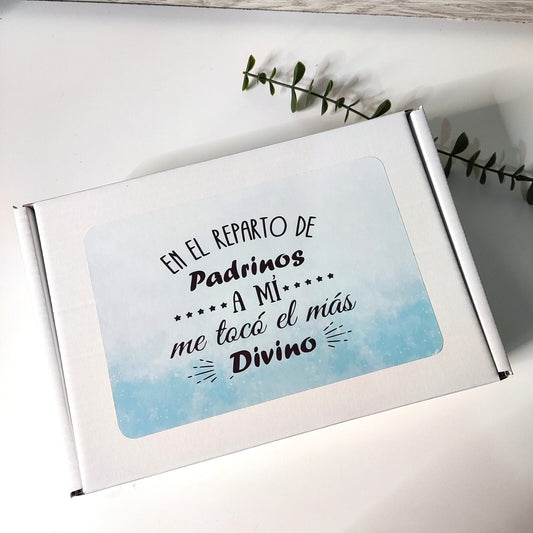 EN EL REPARTO DE
Padrinos
A MÍ
me tocó el más
Divino